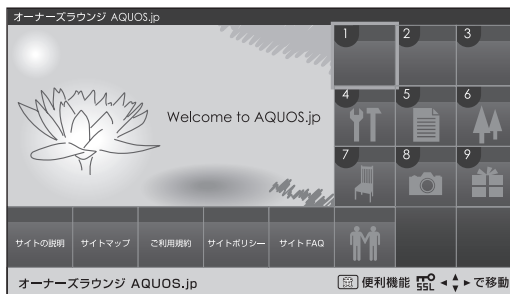 オーナーズラウンジ AQUOS.jp
1 2 3
Welcome to AQUOS.jp
4 5 6
7 8 9
サイトの説明 サイトマップ ご利用規約 サイトポリシー サイト FAQ
オーナーズラウンジ AQUOS.jp 便利機能 SSL で移動